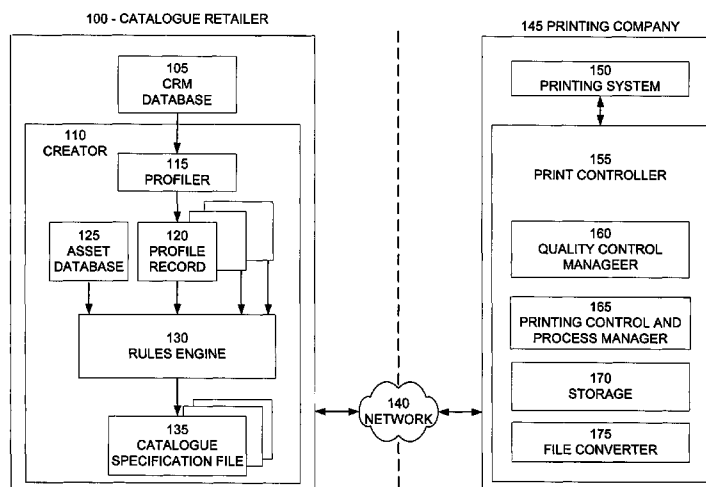 100 - CATALOGUE RETAILER
105
CRM
DATABASE
110
CREATOR
115
PROFILER
125
ASSET
DATABASE
120
PROFILE
RECORD
130
RULES ENGINE
135
CATALOGUE
SPECIFICATION FILE
140
NETWORK
145 PRINTING COMPANY
150
PRINTING SYSTEM
155
PRINT CONTROLLER
160
QUALITY CONTROL
MANAGEER
165
PRINTING CONTROL AND
PROCESS MANAGER
170
STORAGE
175
FILE CONVERTER